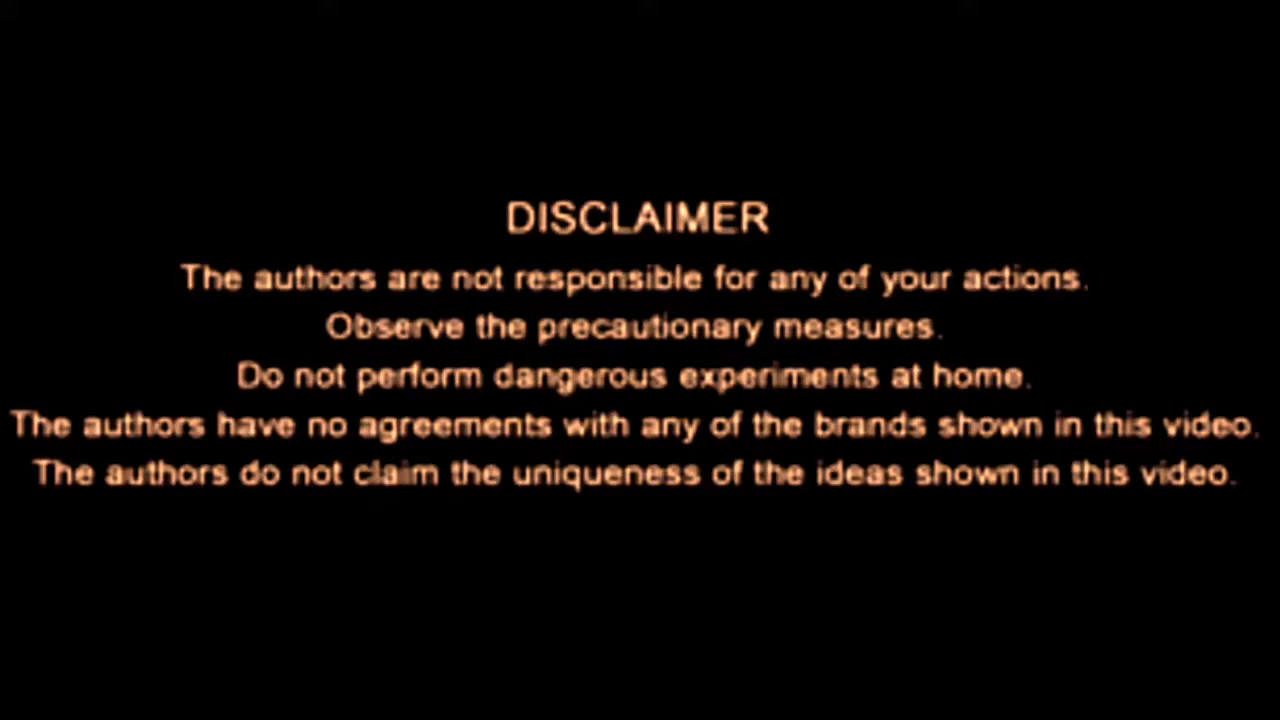 DISCLAIMER
The authors are not responsible for any of your actions.
Observe the precautionary measures.
Do not perform dangerous experiments at home.
The authors have no agreements with any of the brands shown in this video.
The authors do not claim the uniqueness of the ideas shown in this video.